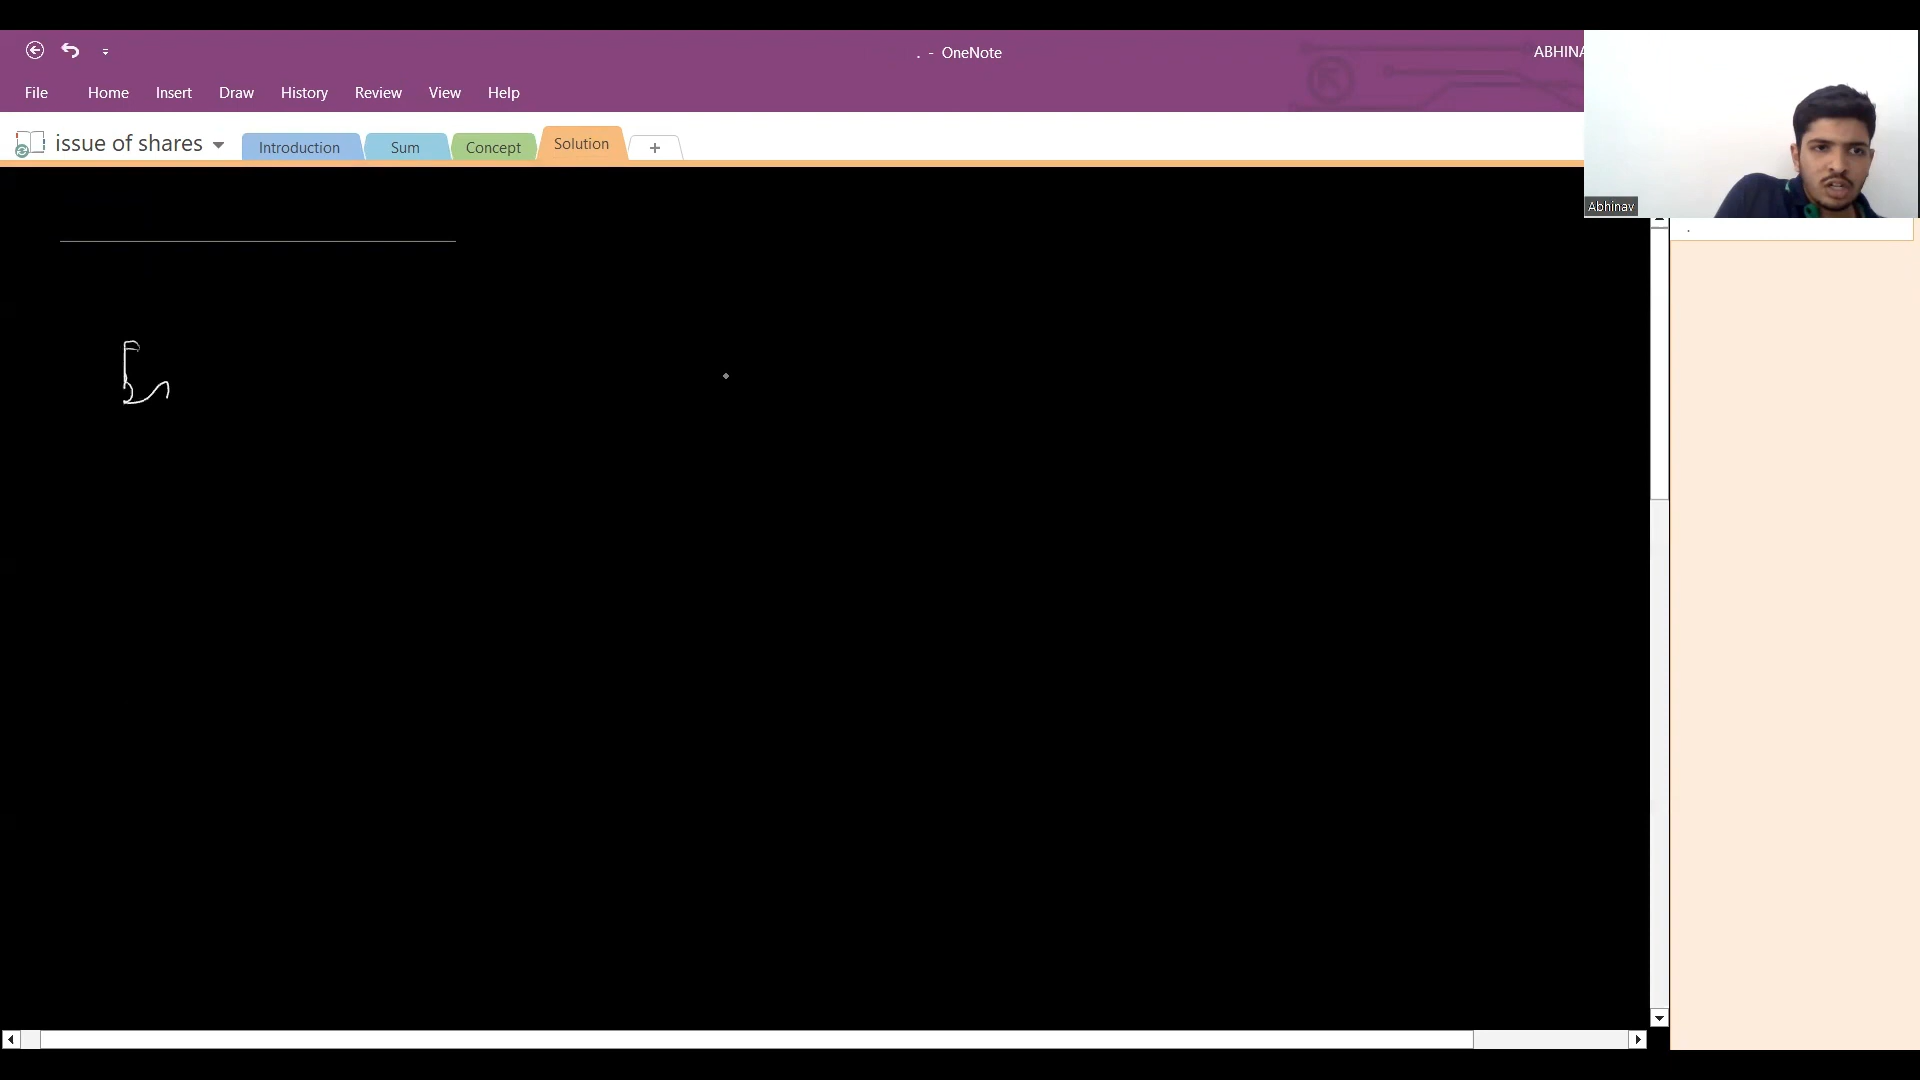 . - OneNote
ABHINA
File Home Insert Draw History Review View Help
issue of shares
Introduction
Sum
Concept
Solution
+
Abhinav
.